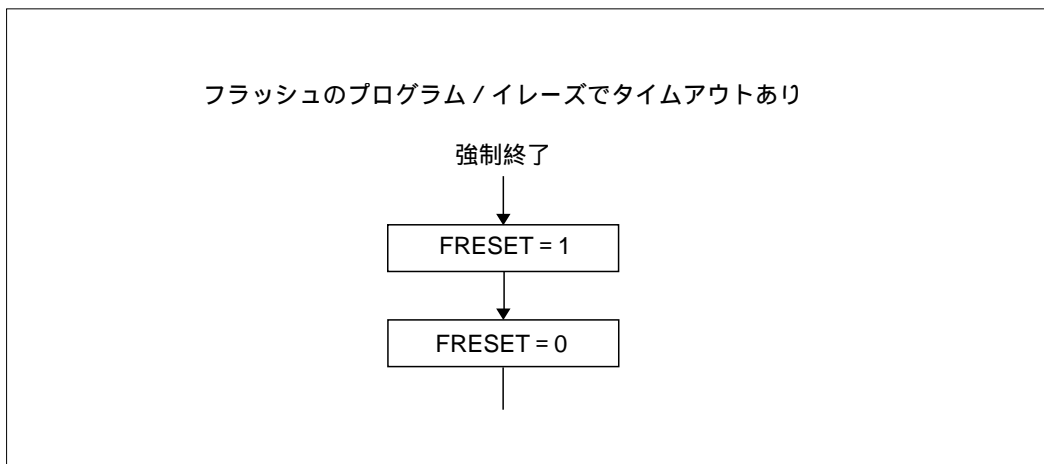 フラッシュのプログラム / イレーズでタイムアウトあり
強制終了
FRESET = 1
FRESET = 0